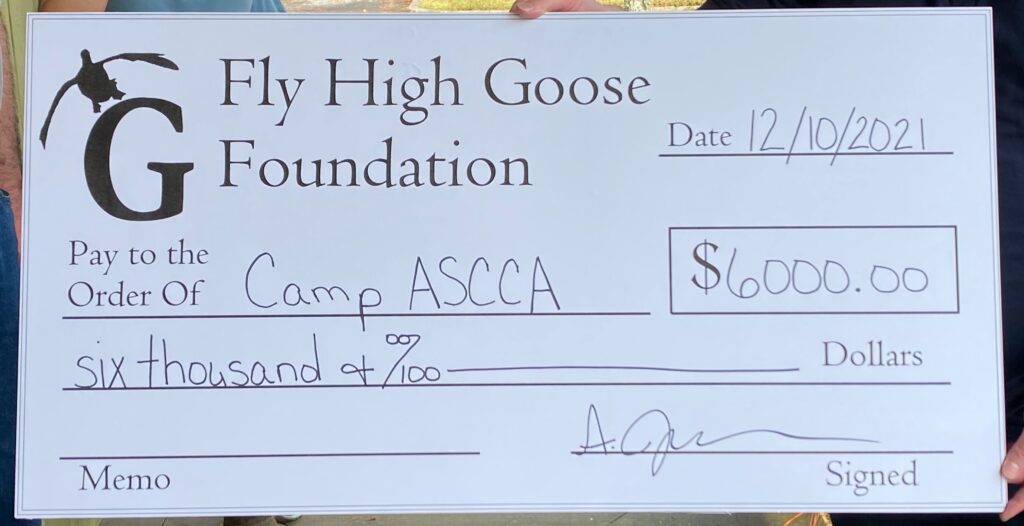 G
Fly High Goose
Foundation
Date 12/10/2021
Pay to the
Order Of Camp ASCCA
$6000.00
six thousand & 00/100 Dollars
Memo
Signed